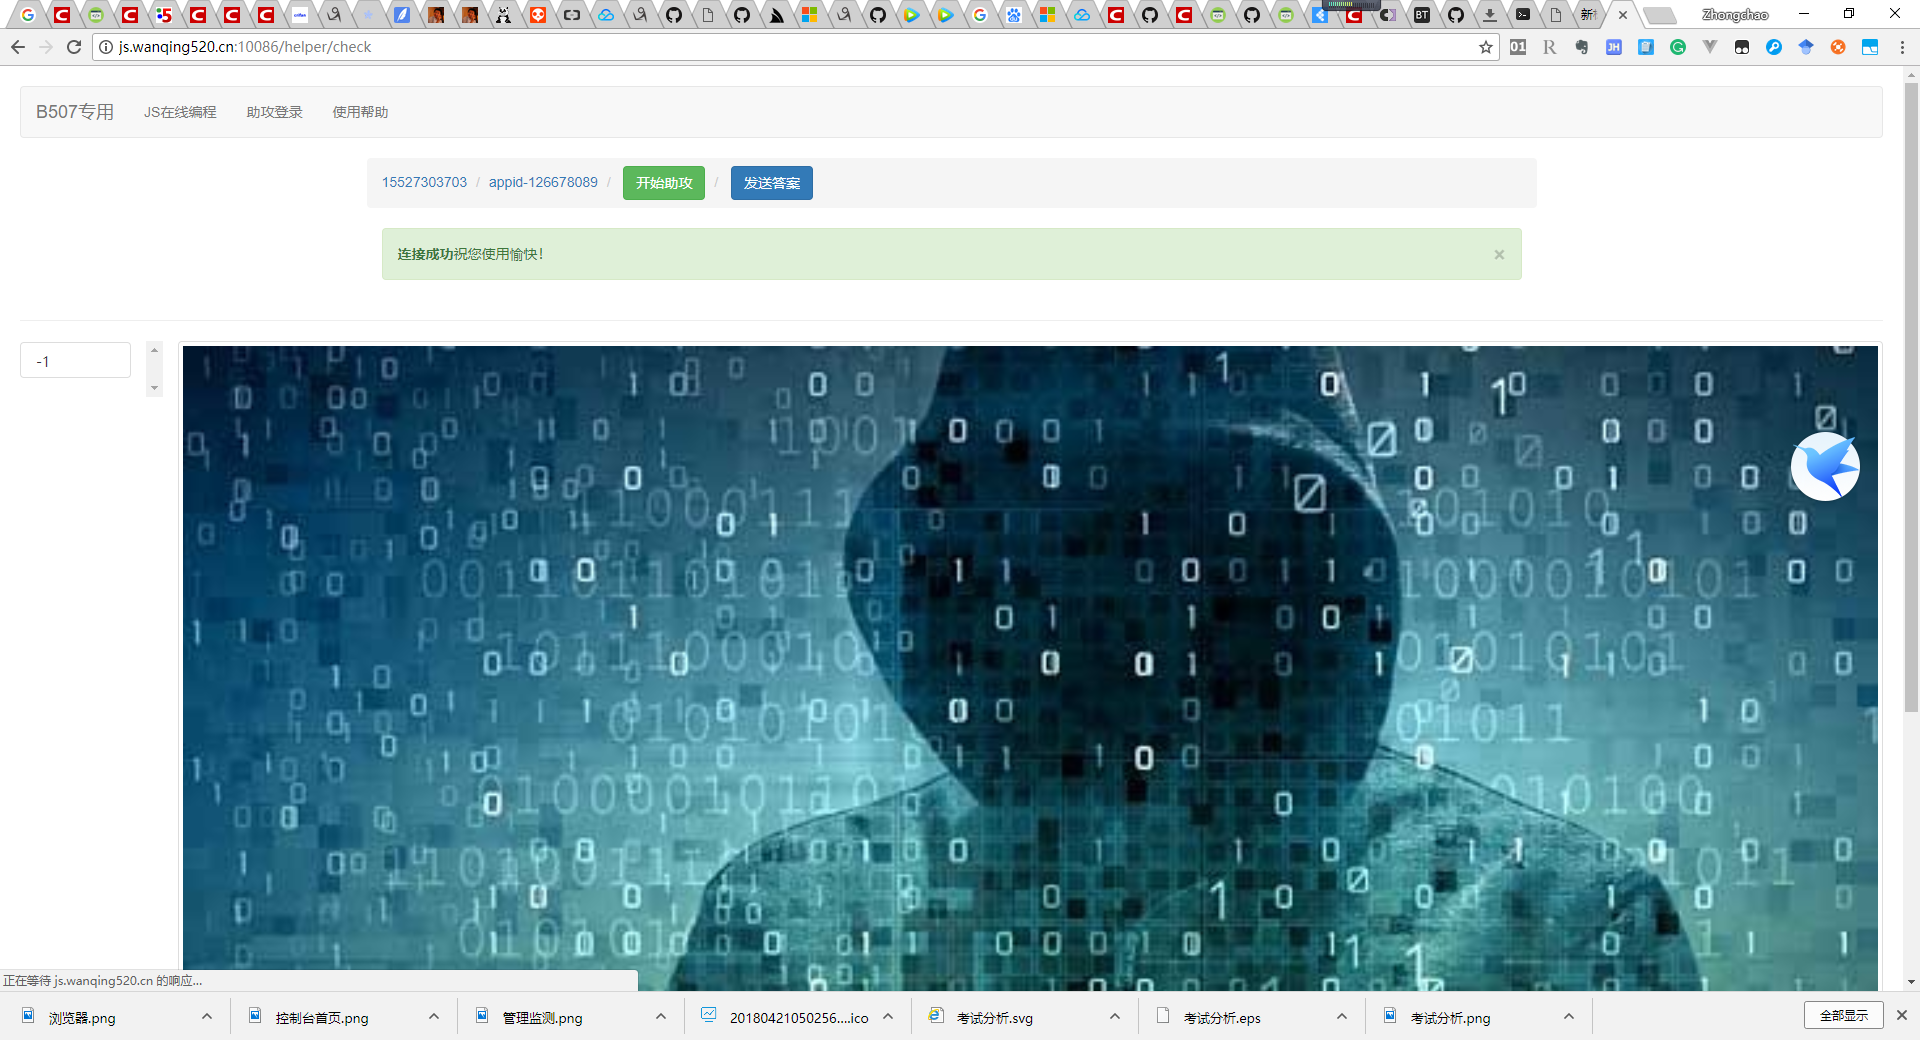 新
Zhongchao
js.wanqing520.cn:10086/helper/check
B507专用 JS在线编程 助攻登录 使用帮助
15527303703 / appid-126678089 / 开始助攻 / 发送答案
连接成功祝您使用愉快！ ×
-1
正在等待 js.wanqing520.cn 的响应...
浏览器.png 控制台首页.png 管理监测.png 20180421050256....ico 考试分析.svg 考试分析.eps 考试分析.png 全部显示